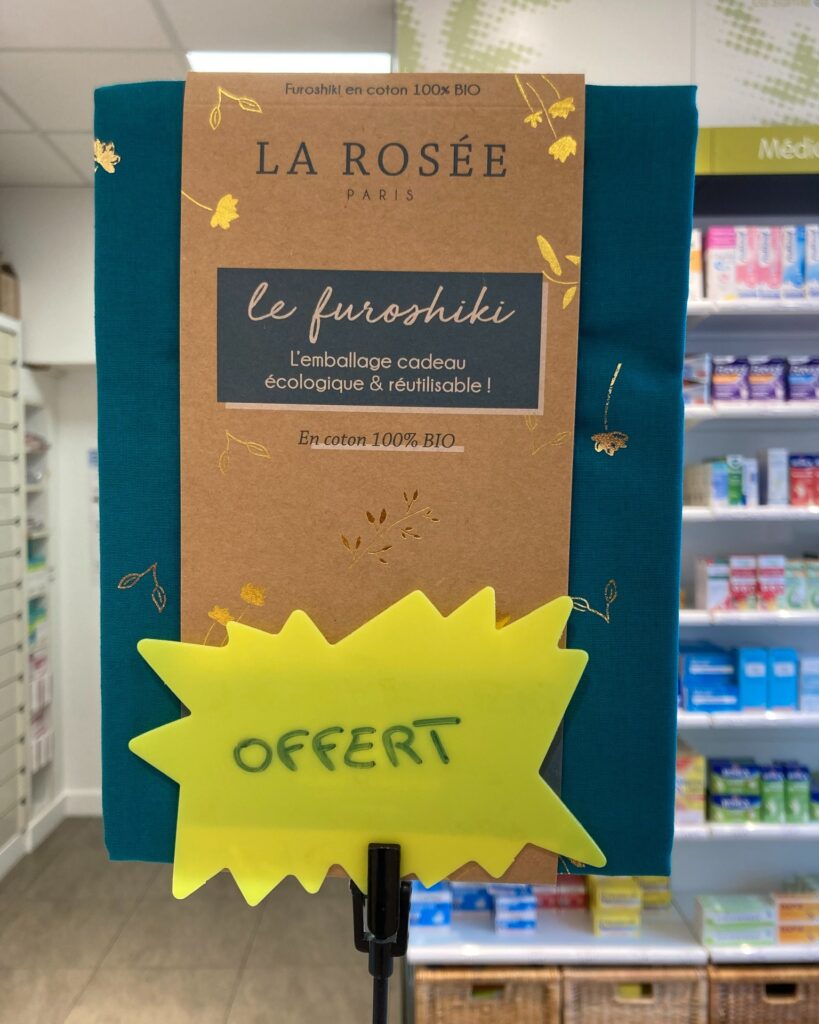 Furoshiki en coton 100% BIO
LA ROSÉE
PARIS
le furoshiki
L'emballage cadeau
écologique & réutilisable !
En coton 100% BIO
OFFERT